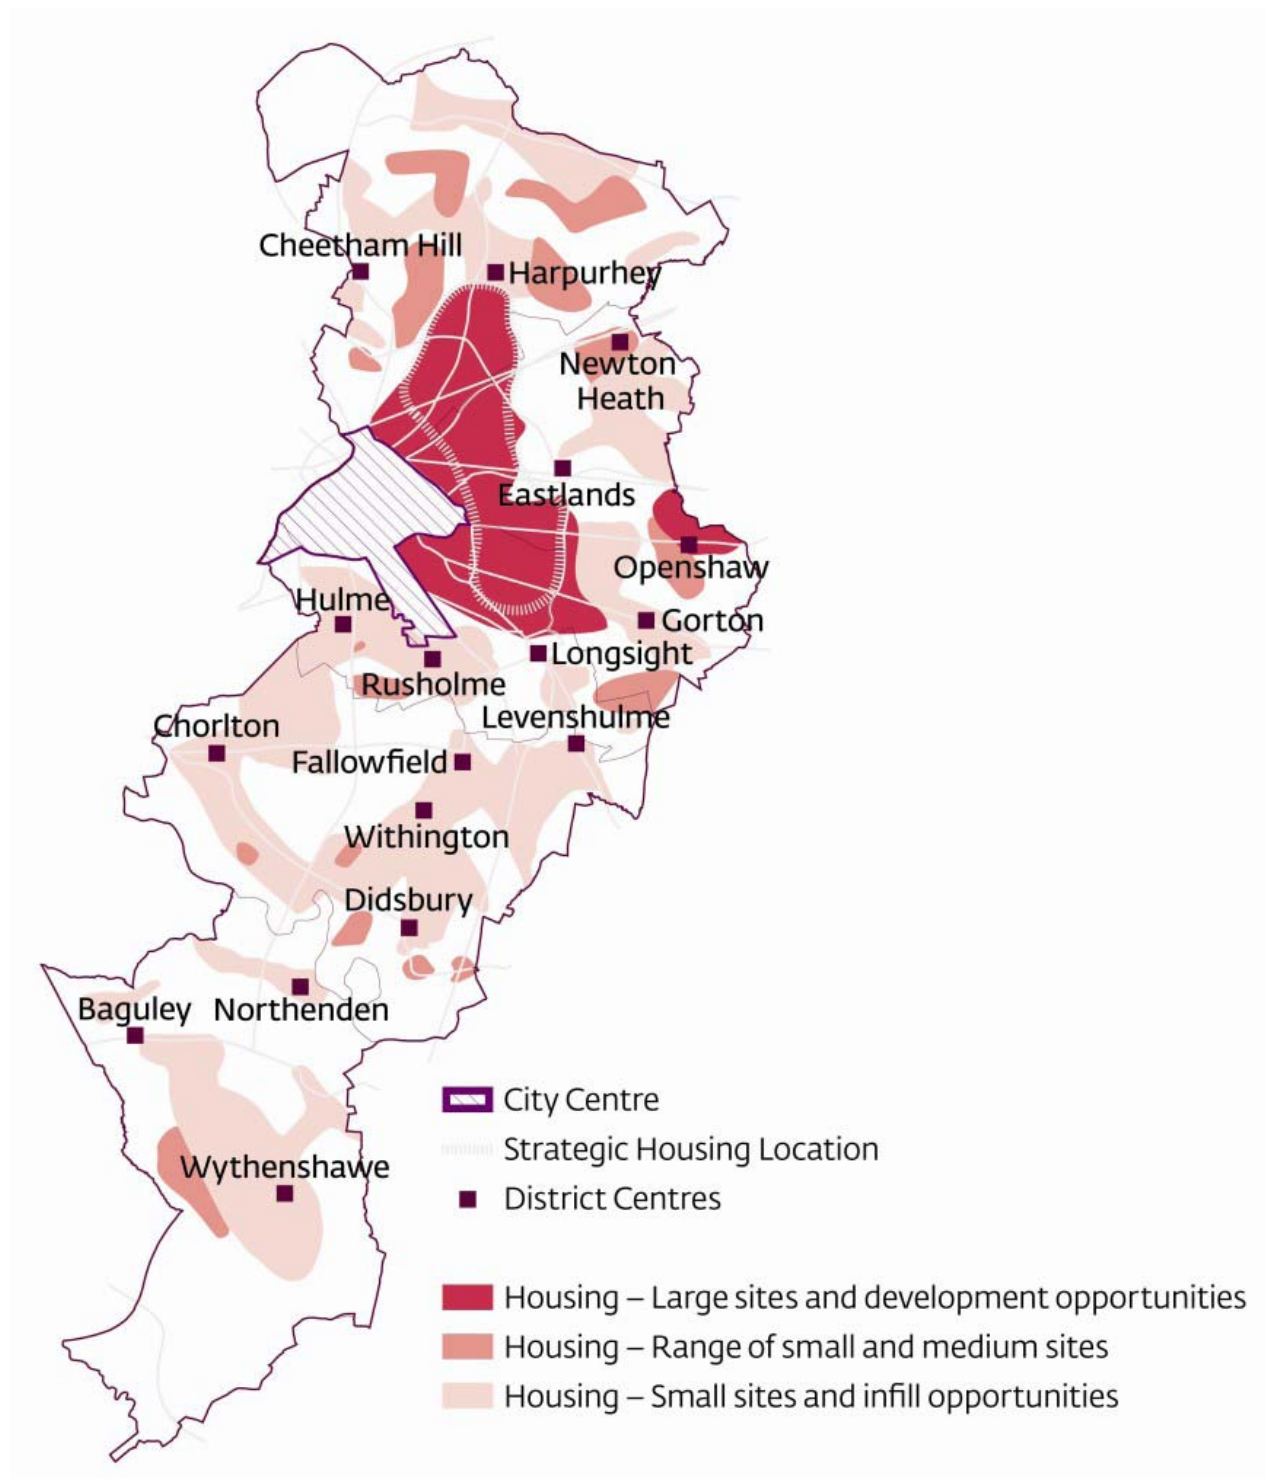 Cheetham Hill
Harpurhey
Newton
Heath
Eastlands
Openshaw
Hulme
Gorton
Longsight
Rusholme
Levenshulme
Chorlton
Fallowfield
Withington
Didsbury
Baguley
Northenden
Wythenshawe
City Centre
Strategic Housing Location
District Centres
Housing – Large sites and development opportunities
Housing – Range of small and medium sites
Housing – Small sites and infill opportunities